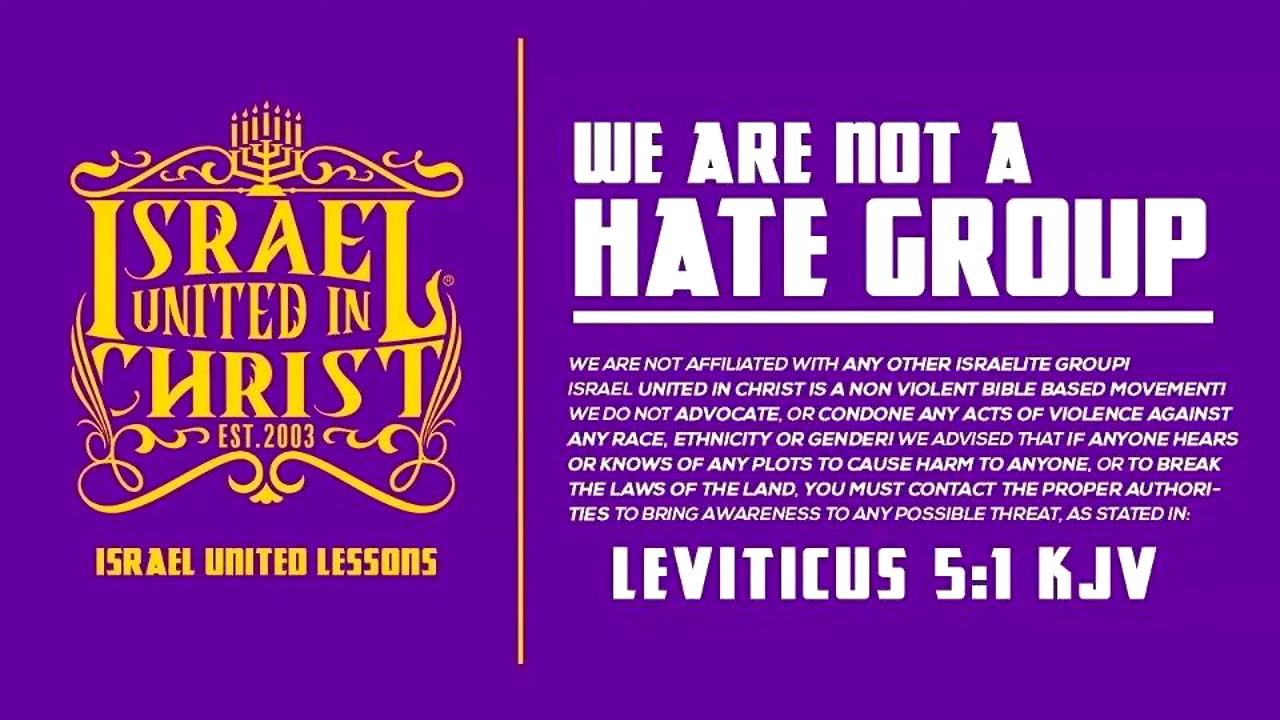 ISRAEL
UNITED IN
CHRIST®
EST.2003
ISRAEL UNITED LESSONS
WE ARE NOT A
HATE GROUP
WE ARE NOT AFFILIATED WITH ANY OTHER ISRAELITE GROUP!
ISRAEL UNITED IN CHRIST IS A NON VIOLENT BIBLE BASED MOVEMENT!
WE DO NOT ADVOCATE, OR CONDONE ANY ACTS OF VIOLENCE AGAINST
ANY RACE, ETHNICITY OR GENDER! WE ADVISED THAT IF ANYONE HEARS
OR KNOWS OF ANY PLOTS TO CAUSE HARM TO ANYONE, OR TO BREAK
THE LAWS OF THE LAND, YOU MUST CONTACT THE PROPER AUTHORI-
TIES TO BRING AWARENESS TO ANY POSSIBLE THREAT, AS STATED IN:
LEVITICUS 5:1 KJV